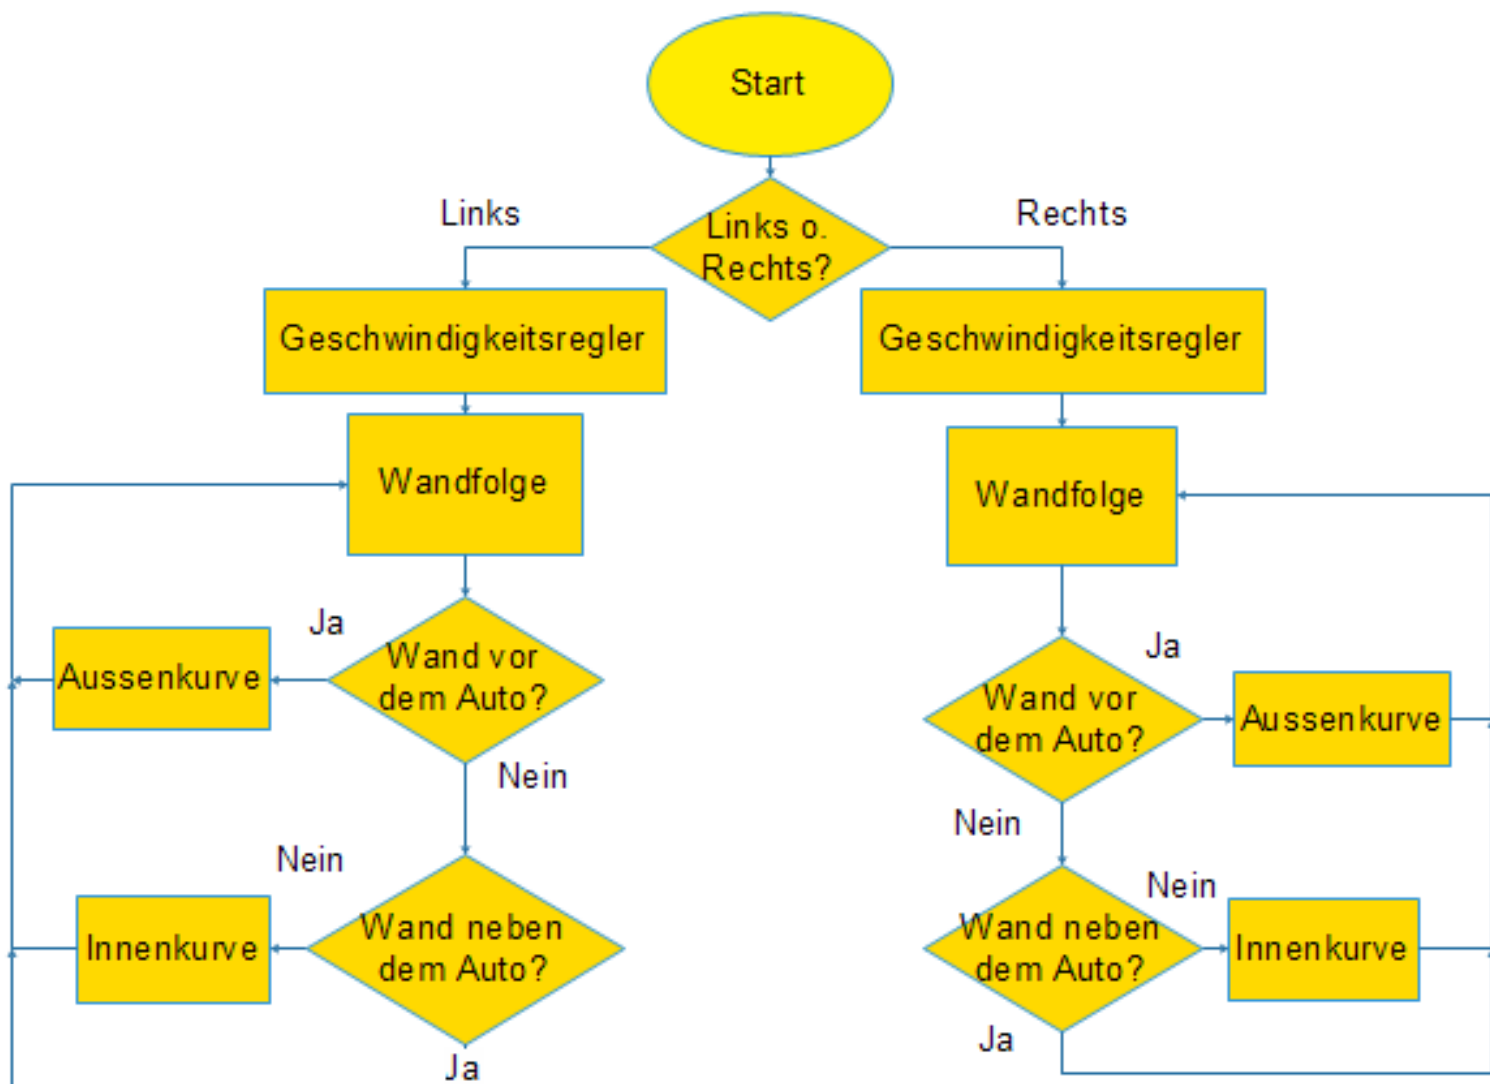 Start
Links
Links o.
Rechts?
Rechts
Geschwindigkeitsregler
Geschwindigkeitsregler
Wandfolge
Wandfolge
Ja
Wand vor
dem Auto?
Aussenkurve
Nein
Ja
Wand vor
dem Auto?
Aussenkurve
Nein
Nein
Wand neben
dem Auto?
Innenkurve
Ja
Nein
Wand neben
dem Auto?
Innenkurve
Ja